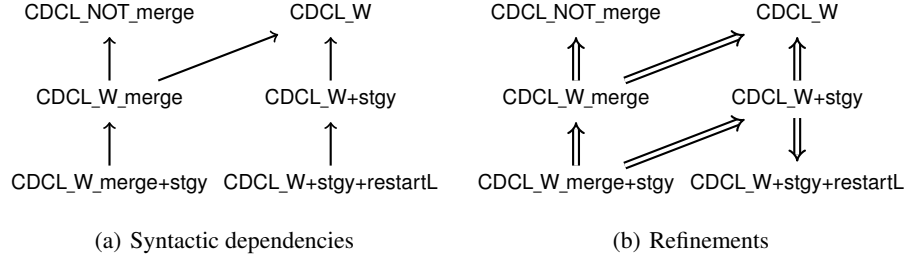 CDCL_NOT_merge CDCL_W CDCL_NOT_merge CDCL_W
CDCL_W_merge CDCL_W+stgy CDCL_W_merge CDCL_W+stgy
CDCL_W_merge+stgy CDCL_W+stgy+restartL CDCL_W_merge+stgy CDCL_W+stgy+restartL
(a) Syntactic dependencies (b) Refinements